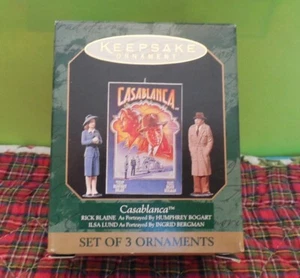 KEEPSAKE
ORNAMENT
CASABLANCA
Casablanca™
RICK BLAINE As Portrayed By HUMPHREY BOGART
ILSA LUND As Portrayed By INGRID BERGMAN
SET OF 3 ORNAMENTS